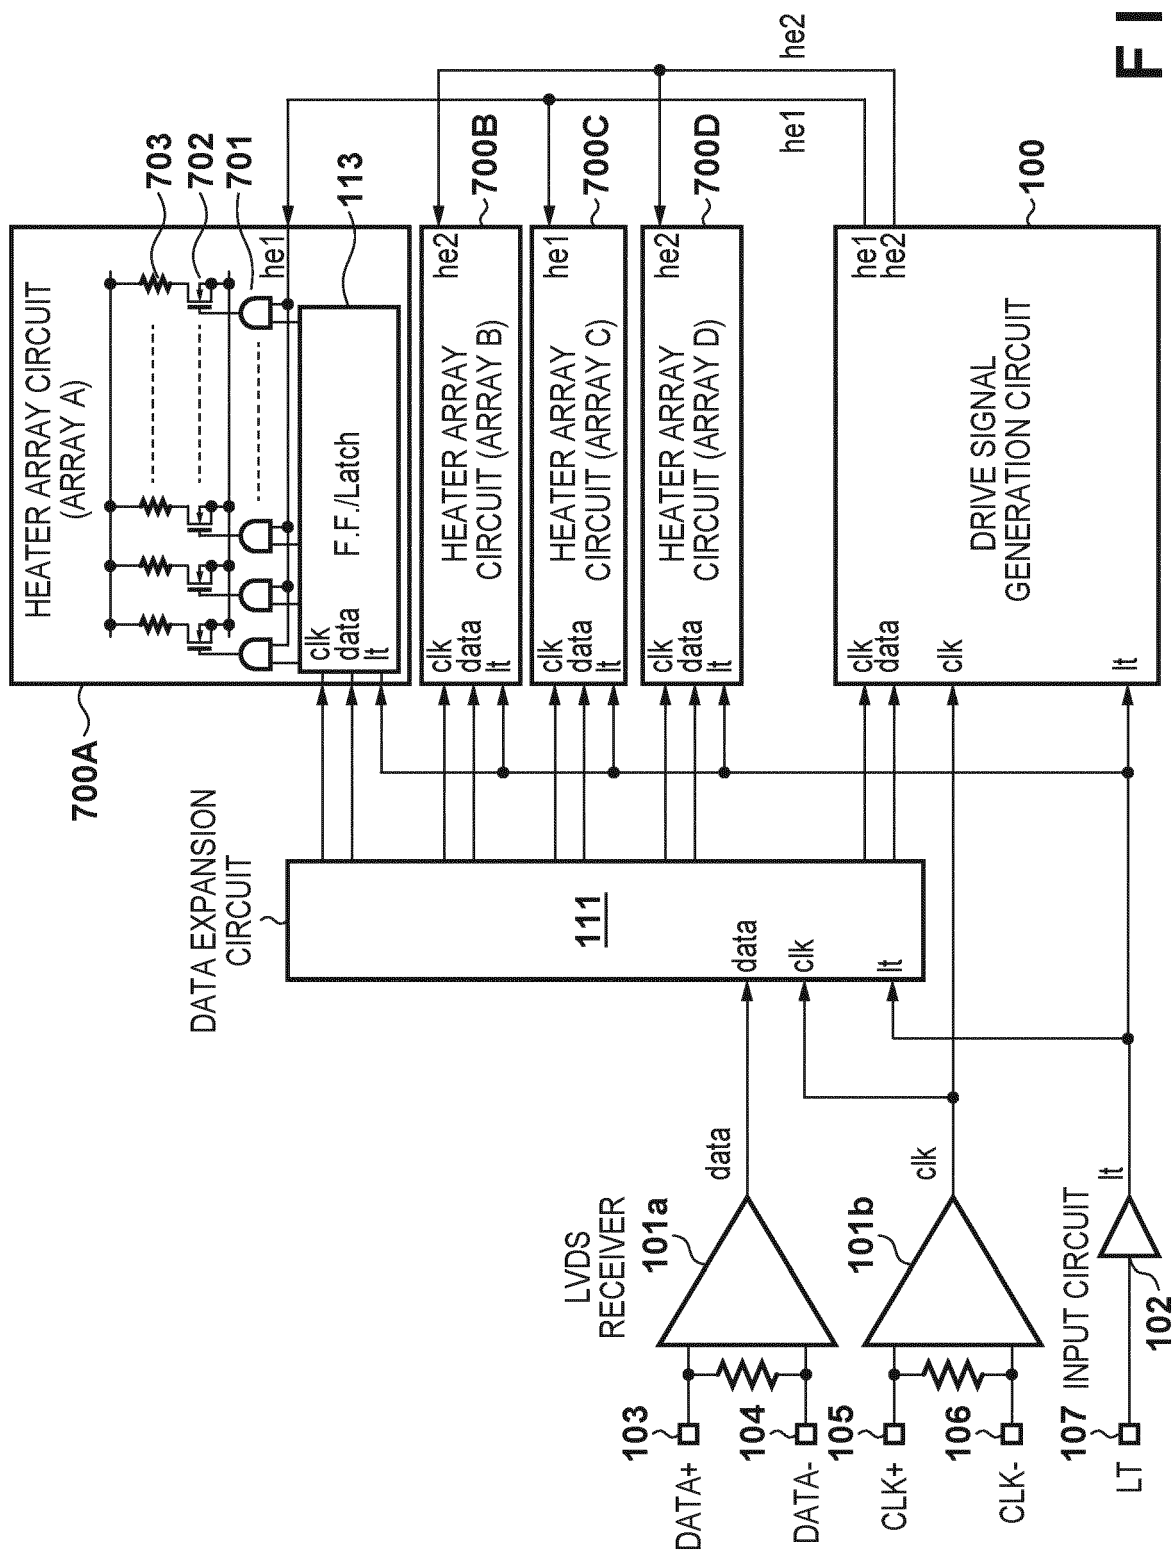 F I
DATA+
103
DATA-
104
CLK+
105
CLK-
106
LT
107
INPUT CIRCUIT
102
lt
LVDS
RECEIVER
101a
data
101b
clk
DATA EXPANSION
CIRCUIT
111
data
clk
lt
700A
HEATER ARRAY CIRCUIT
(ARRAY A)
703
702
701
113
he1
F.F./Latch
clk
data
lt
HEATER ARRAY
CIRCUIT (ARRAY B)
clk
data
lt
he2
700B
HEATER ARRAY
CIRCUIT (ARRAY C)
clk
data
lt
he1
700C
HEATER ARRAY
CIRCUIT (ARRAY D)
clk
data
lt
he2
700D
DRIVE SIGNAL
GENERATION CIRCUIT
clk
data
clk
lt
he1
he2
100
he1
he2